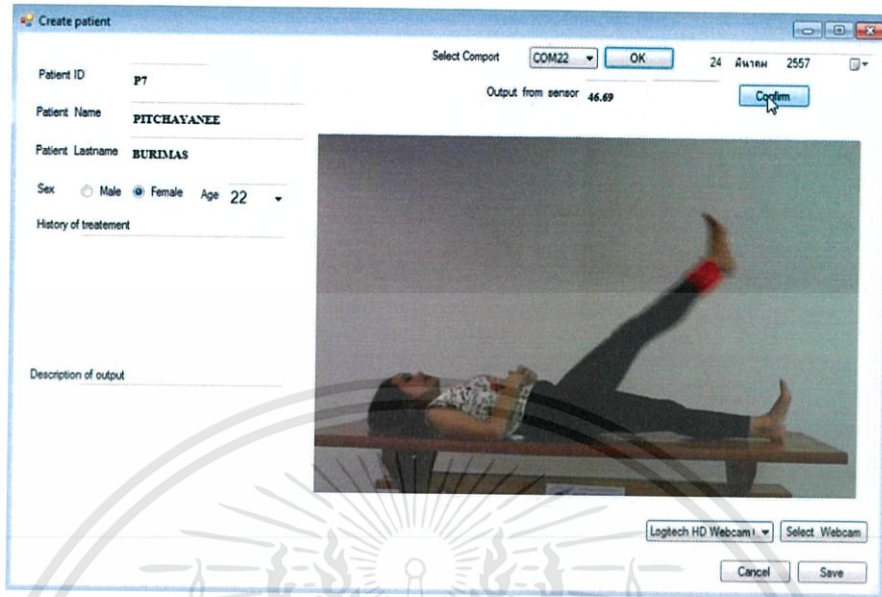 Create patient
Select Comport COM22 OK 24 มีนาคม 2557
Patient ID P7
Output from sensor 46.69 Confirm
Patient Name PITCHAYANEE
Patient Lastname BURIMAS
Sex Male Female Age 22
History of treatement
Description of output
Logitech HD Webcam Select Webcam
Cancel Save